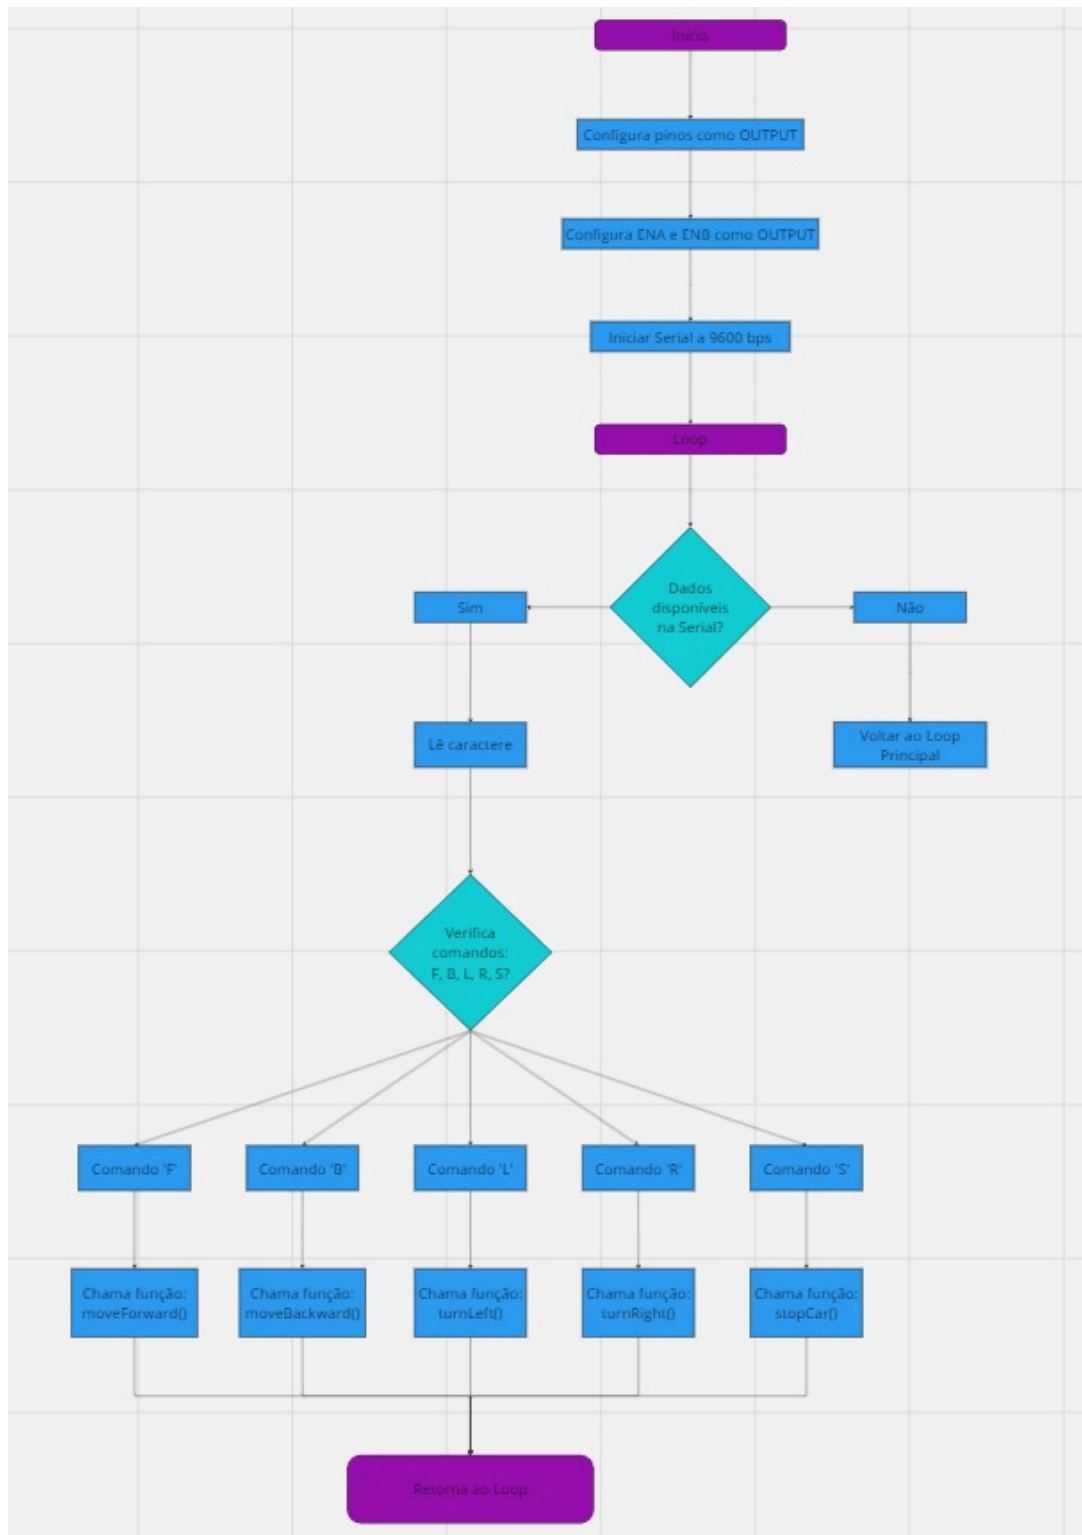 Início
Configura pinos como OUTPUT
Configura ENA e ENB como OUTPUT
Iniciar Serial a 9600 bps
Loop
Dados
disponíveis
na Serial?
Sim
Não
Lê caractere
Voltar ao Loop
Principal
Verifica
comandos:
F, B, L, R, S?
Comando 'F'
Comando 'B'
Comando 'L'
Comando 'R'
Comando 'S'
Chama função:
moveForward()
Chama função:
moveBackward()
Chama função:
turnLeft()
Chama função:
turnRight()
Chama função:
stopCar()
Retorna ao Loop